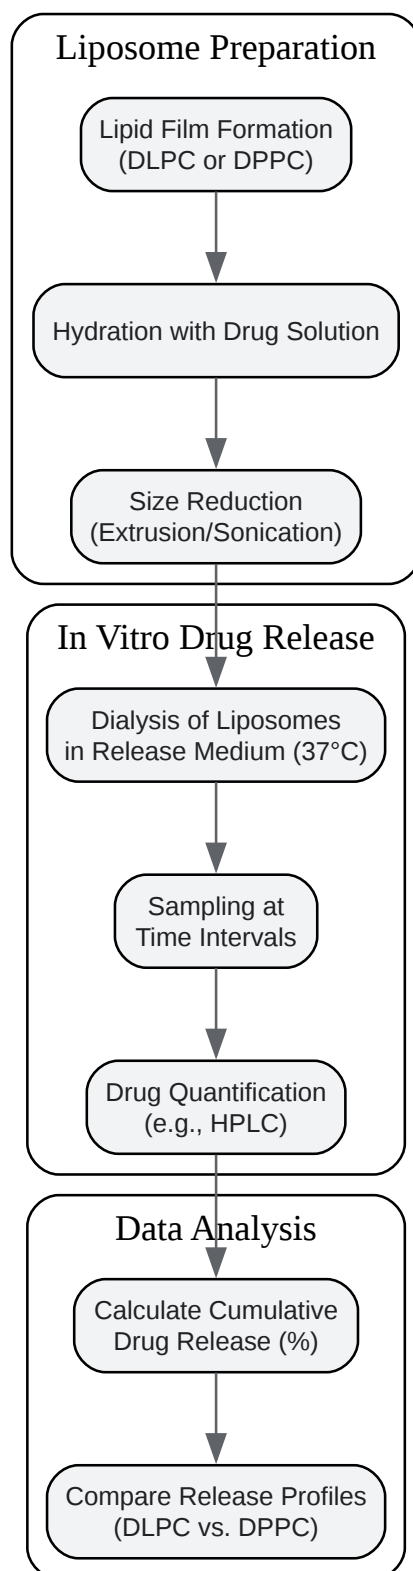 Liposome Preparation
Lipid Film Formation
(DLPC or DPPC)
Hydration with Drug Solution
Size Reduction
(Extrusion/Sonication)
In Vitro Drug Release
Dialysis of Liposomes
in Release Medium (37°C)
Sampling at
Time Intervals
Drug Quantification
(e.g., HPLC)
Data Analysis
Calculate Cumulative
Drug Release (%)
Compare Release Profiles
(DLPC vs. DPPC)